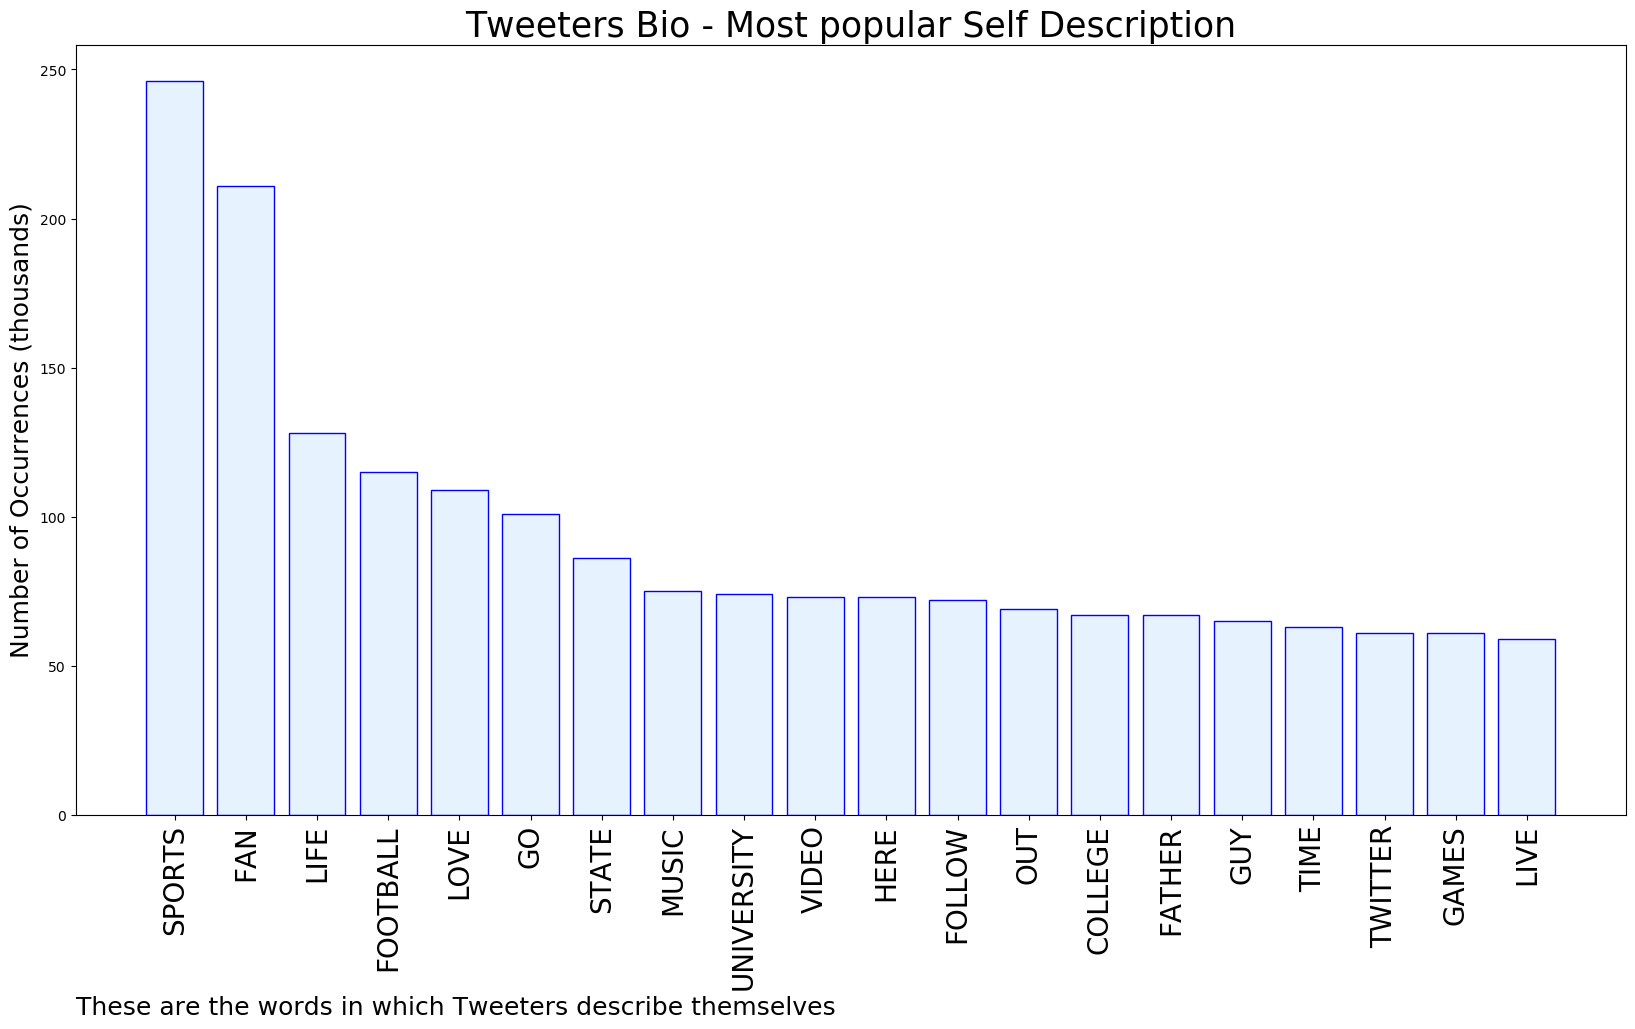 Tweeters Bio - Most popular Self Description
Number of Occurrences (thousands)
250
200
150
100
50
0
SPORTS
FAN
LIFE
FOOTBALL
LOVE
GO
STATE
MUSIC
UNIVERSITY
VIDEO
HERE
FOLLOW
OUT
COLLEGE
FATHER
GUY
TIME
TWITTER
GAMES
LIVE
These are the words in which Tweeters describe themselves